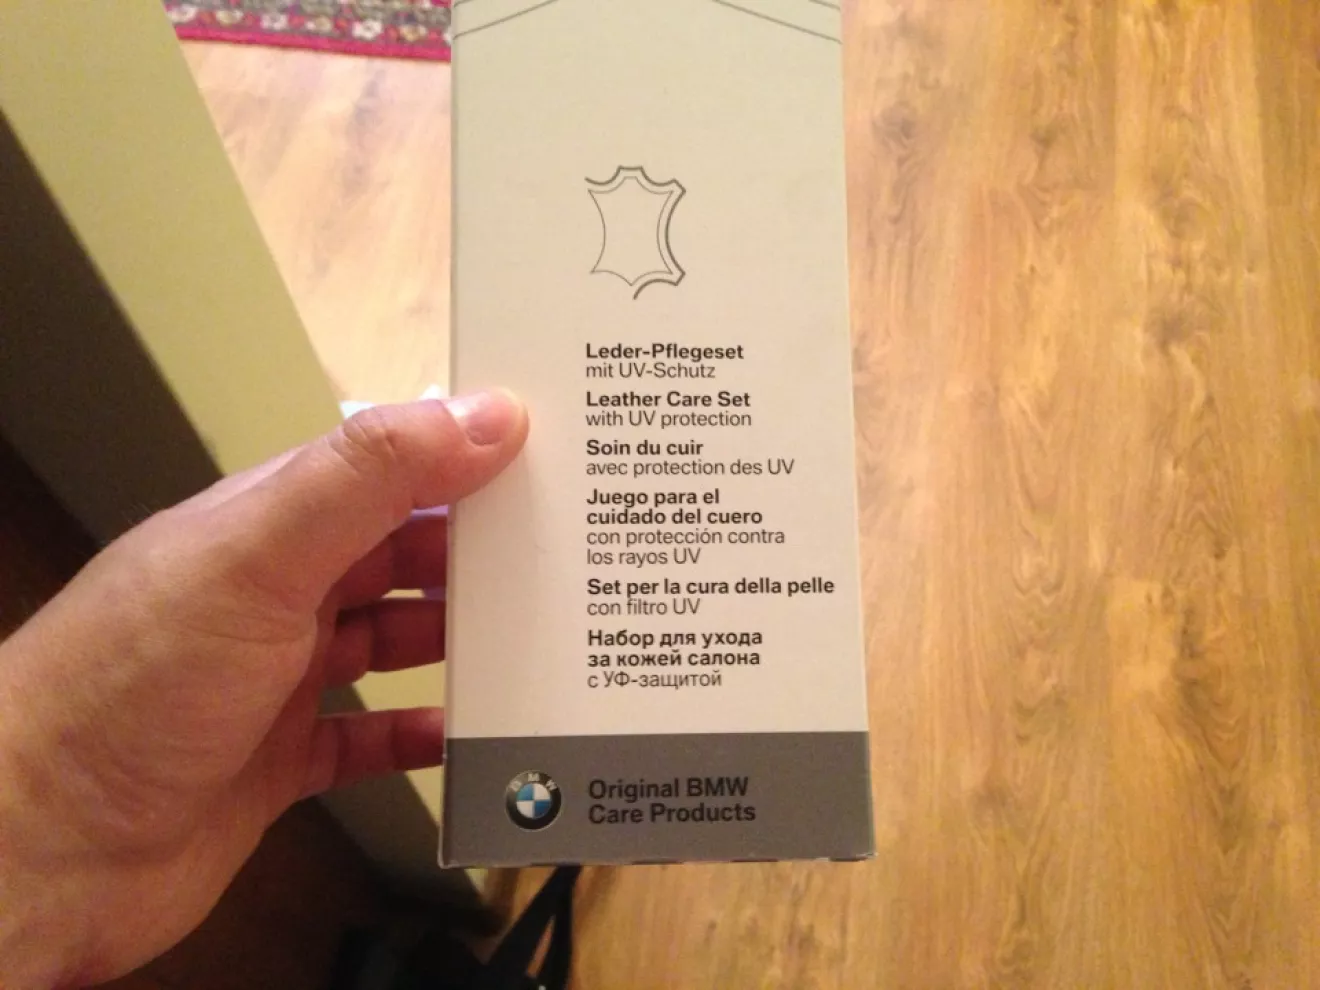 Leder-Pflegeset
mit UV-Schutz
Leather Care Set
with UV protection
Soin du cuir
avec protection des UV
Juego para el
cuidado del cuero
con protección contra
los rayos UV
Set per la cura della pelle
con filtro UV
Набор для ухода
за кожей салона
с УФ-защитой
BMW
Original BMW
Care Products